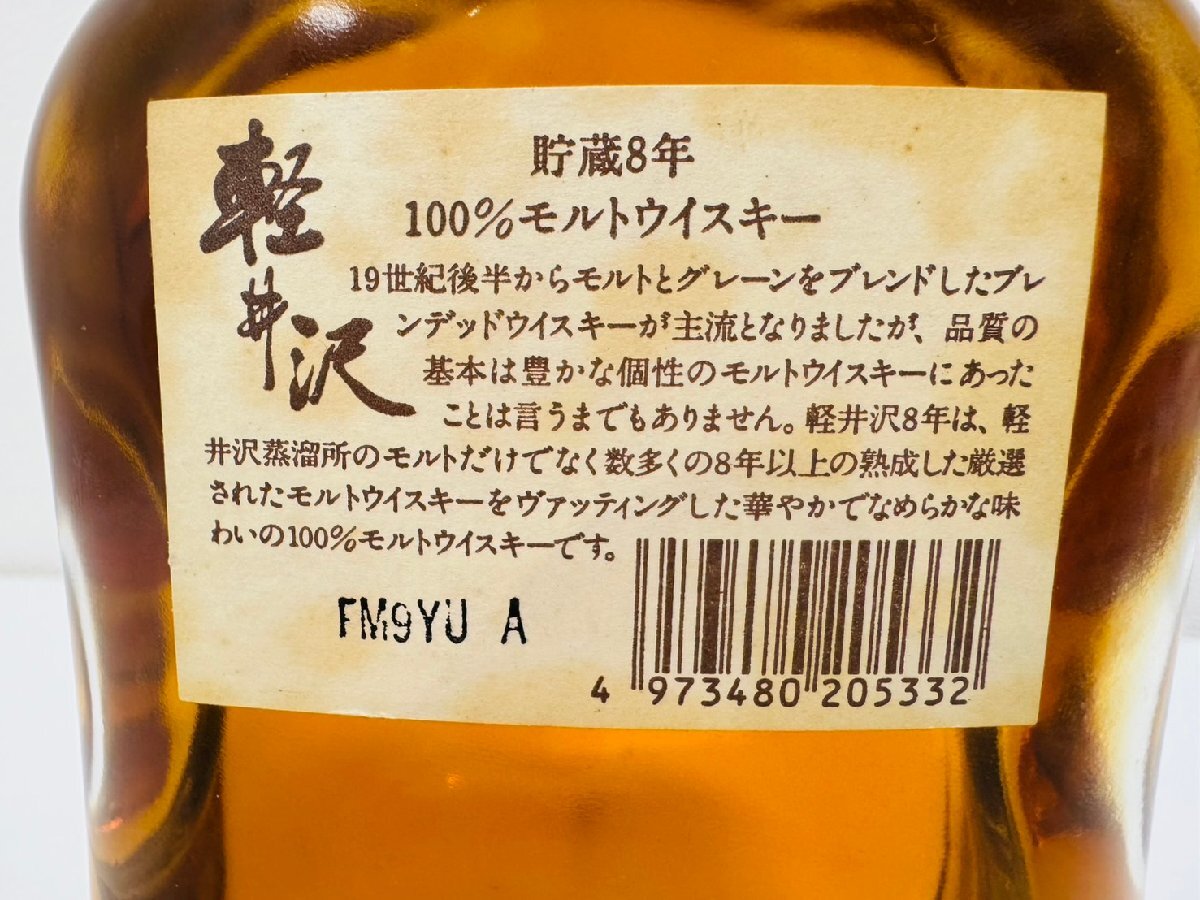 軽井沢
貯蔵8年
100%モルトウイスキー
19世紀後半からモルトとグレーンをブレンドしたブレ
ンデッドウイスキーが主流となりましたが、品質の
基本は豊かな個性のモルトウイスキーにあった
ことは言うまでもありません。軽井沢8年は、軽
井沢蒸溜所のモルトだけでなく数多くの8年以上の熟成した厳選
されたモルトウイスキーをヴァッティングした華やかでなめらかな味
わいの100%モルトウイスキーです。
FM9YU A
4 973480 205332